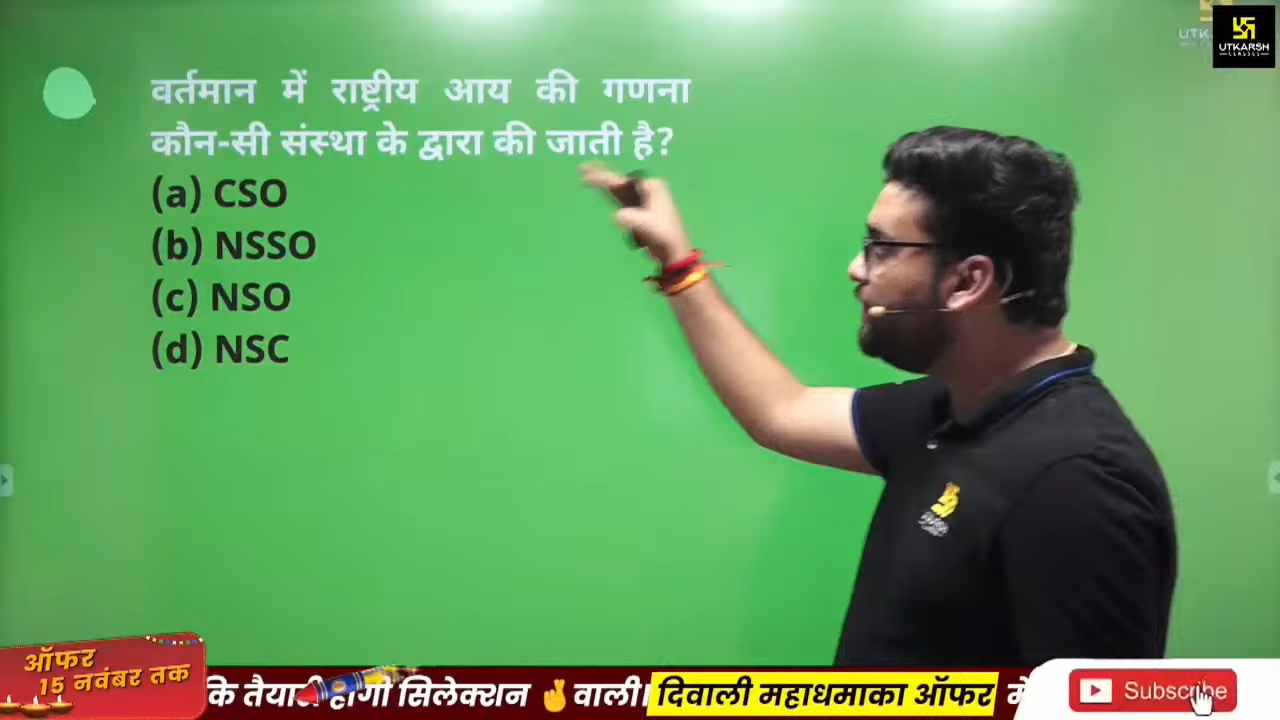 UTKARSH
CLASSES
वर्तमान में राष्ट्रीय आय की गणना
कौन-सी संस्था के द्वारा की जाती है?
(a) CSO
(b) NSSO
(c) NSO
(d) NSC
ऑफर
15 नवंबर तक
कि तैयारी होगी सिलेक्शन वाली। दिवाली महाधमाका ऑफर में
Subscribe